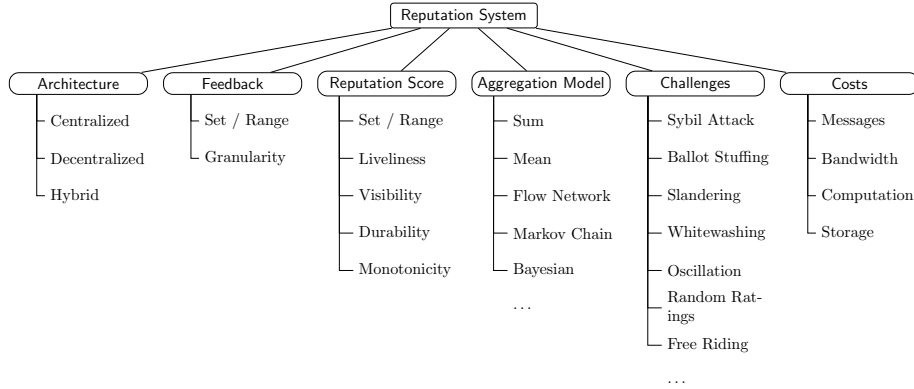 Reputation System
Architecture
Centralized
Decentralized
Hybrid
Feedback
Set / Range
Granularity
Reputation Score
Set / Range
Liveliness
Visibility
Durability
Monotonicity
Aggregation Model
Sum
Mean
Flow Network
Markov Chain
Bayesian
...
Challenges
Sybil Attack
Ballot Stuffing
Slandering
Whitewashing
Oscillation
Random Rat-
ings
Free Riding
...
Costs
Messages
Bandwidth
Computation
Storage